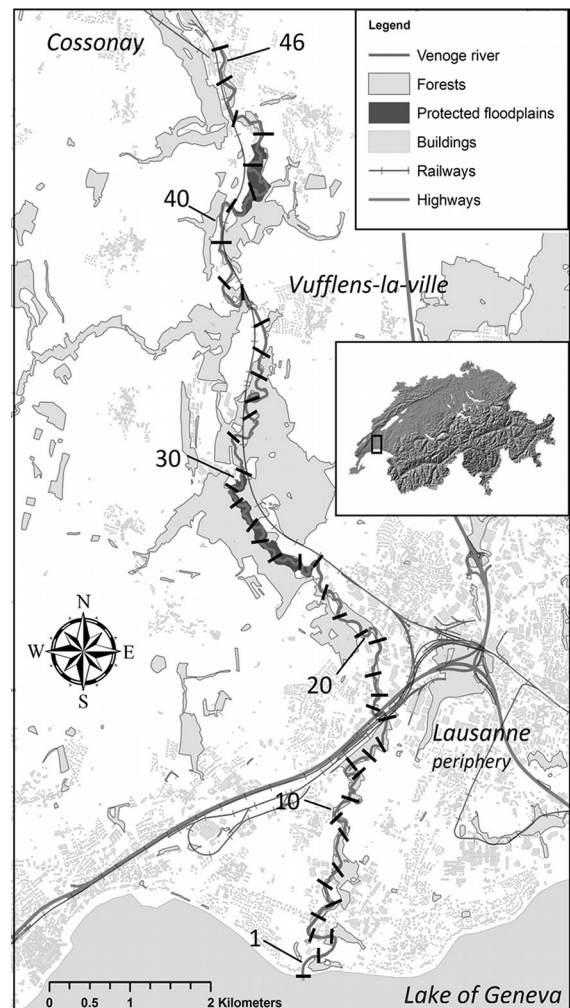 Cossonay
46
Legend
Venoge river
Forests
Protected floodplains
Buildings
Railways
Highways
40
Vufflens-la-ville
30
N
W E
S
20
Lausanne
periphery
10
1
0 0.5 1 2 Kilometers
Lake of Geneva